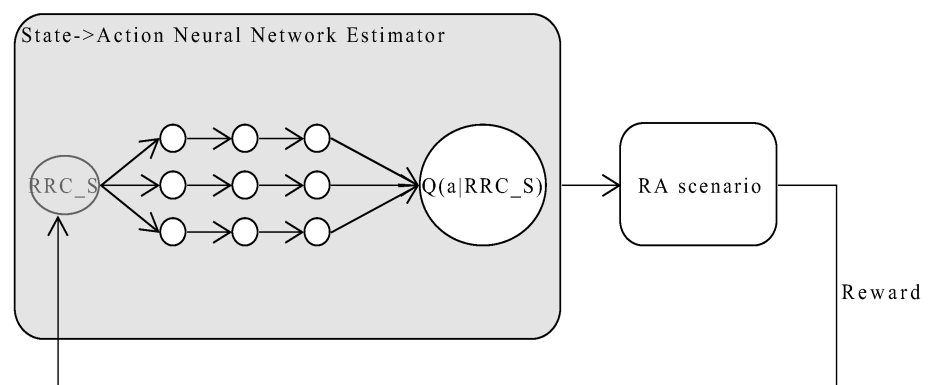 State->Action Neural Network Estimator
RRC_S
Q(a|RRC_S)
RA scenario
Reward